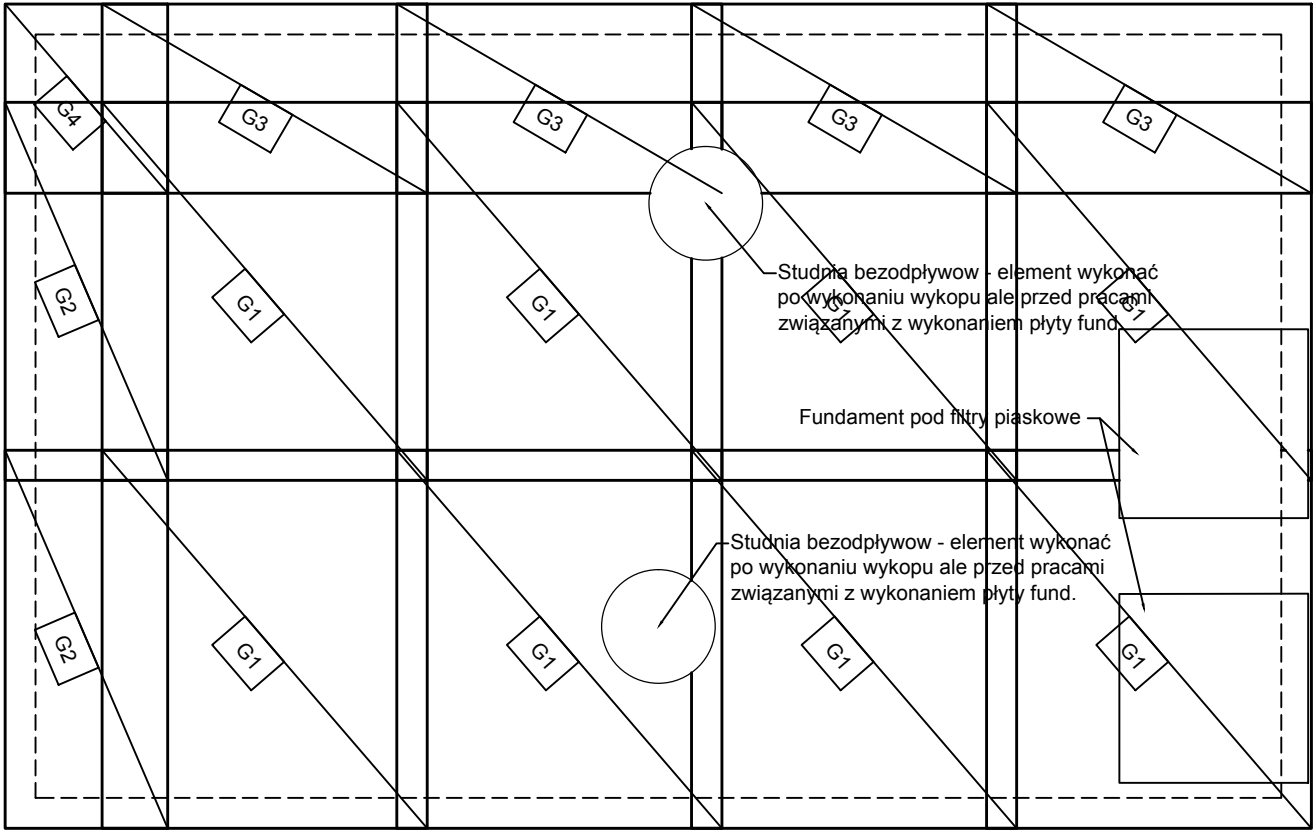 G4
G3
G3
G3
G3
G2
G1
G1
G1
G1
Studnia bezodpływow - element wykonać
po wykonaniu wykopu ale przed pracami
związanymi z wykonaniem płyty fund.
Fundament pod filtry piaskowe
Studnia bezodpływow - element wykonać
po wykonaniu wykopu ale przed pracami
związanymi z wykonaniem płyty fund.
G2
G1
G1
G1
G1